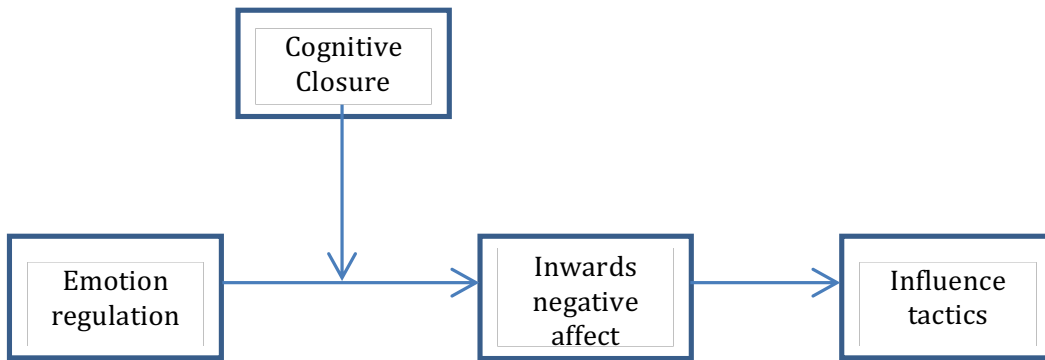 Cognitive
Closure
Emotion
regulation
Inwards
negative
affect
Influence
tactics